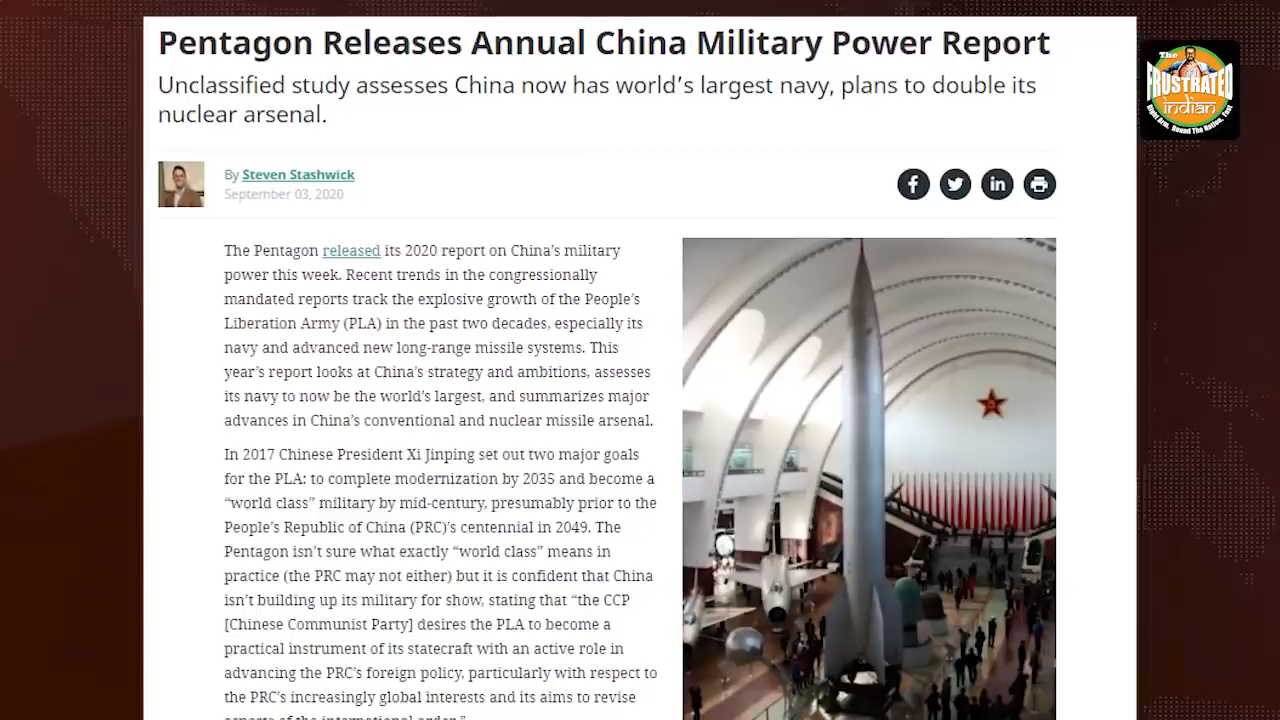 Pentagon Releases Annual China Military Power Report
Unclassified study assesses China now has world's largest navy, plans to double its
nuclear arsenal.
By Steven Stashwick
September 03, 2020
The Pentagon released its 2020 report on China's military
power this week. Recent trends in the congressionally
mandated reports track the explosive growth of the People's
Liberation Army (PLA) in the past two decades, especially its
navy and advanced new long-range missile systems. This
year's report looks at China's strategy and ambitions, assesses
its navy to now be the world's largest, and summarizes major
advances in China's conventional and nuclear missile arsenal.
In 2017 Chinese President Xi Jinping set out two major goals
for the PLA: to complete modernization by 2035 and become a
“world class” military by mid-century, presumably prior to the
People's Republic of China (PRC)'s centennial in 2049. The
Pentagon isn't sure what exactly “world class” means in
practice (the PRC may not either) but it is confident that China
isn't building up its military for show, stating that “the CCP
[Chinese Communist Party] desires the PLA to become a
practical instrument of its statecraft with an active role in
advancing the PRC's foreign policy, particularly with respect to
the PRC's increasingly global interests and its aims to revise
aspects of the international order.”
The
FRUSTRATED
indian
Right Arm, Round The Nation, Fast